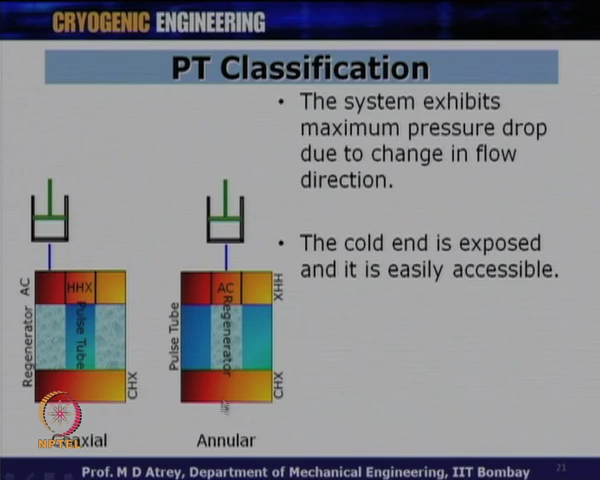 CRYOGENIC ENGINEERING
PT Classification
• The system exhibits
maximum pressure drop
due to change in flow
direction.
• The cold end is exposed
and it is easily accessible.
AC
HHX
Regenerator
Pulse Tube
CHX
AC
HHX
Pulse Tube
Regenerator
CHX
NPTEL
Annular
Prof. M D Atrey, Department of Mechanical Engineering, IIT Bombay
21